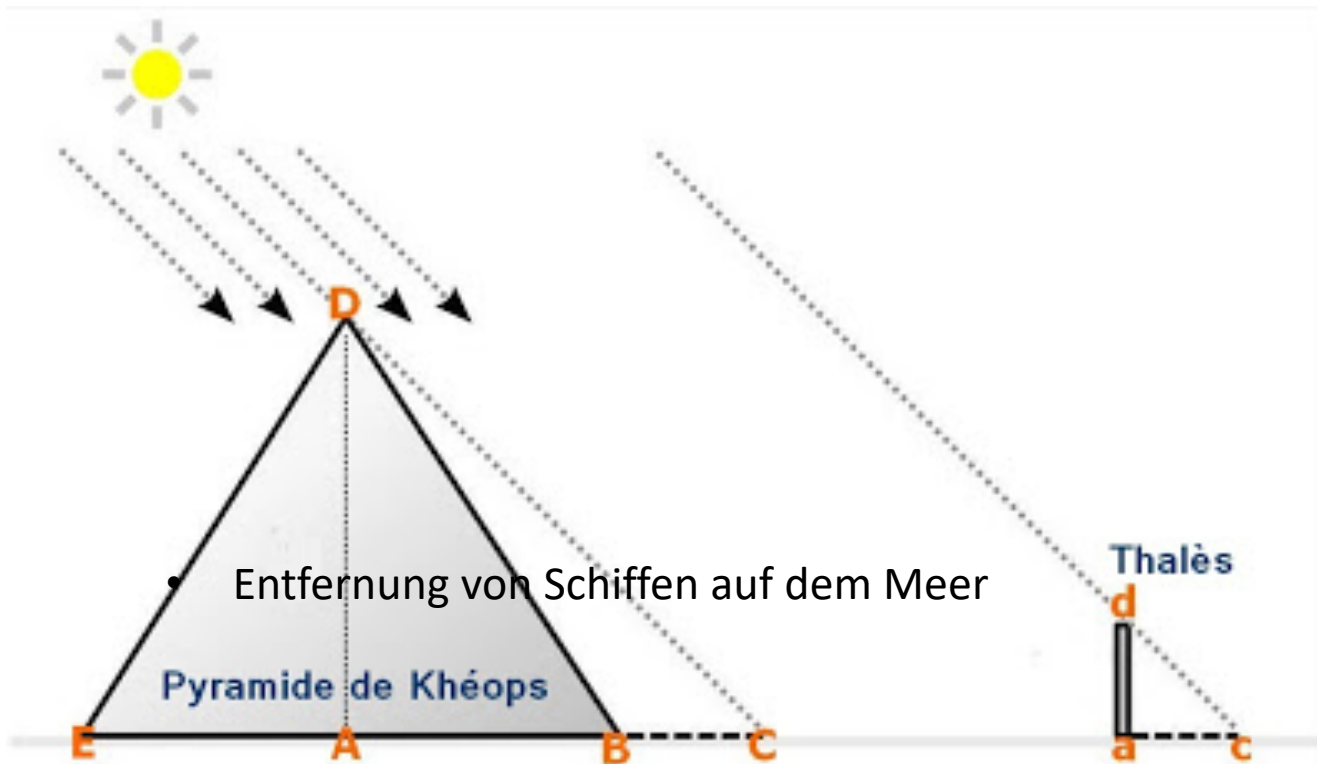 D
Thalès
d
• Entfernung von Schiffen auf dem Meer
Pyramide de Khéops
E A B C a c